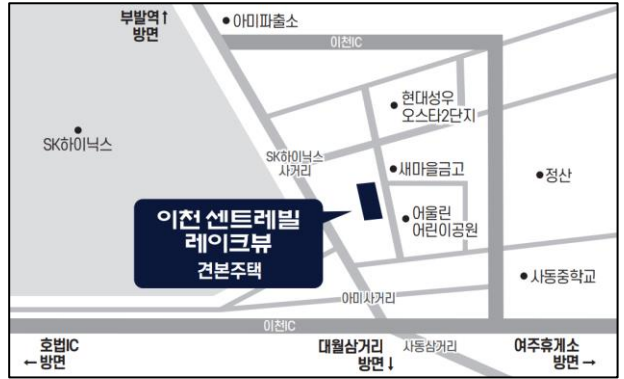 부발역↑
방면
아미파출소
이천IC
현대성우
오스타2단지
SK하이닉스
SK하이닉스
사거리
새마을금고
정산
이천 센트레빌
레이크뷰
견본주택
어울린
어린이공원
사동중학교
아미사거리
이천IC
호법IC
←방면
대월삼거리
방면↓
사동삼거리
여주휴게소
방면→